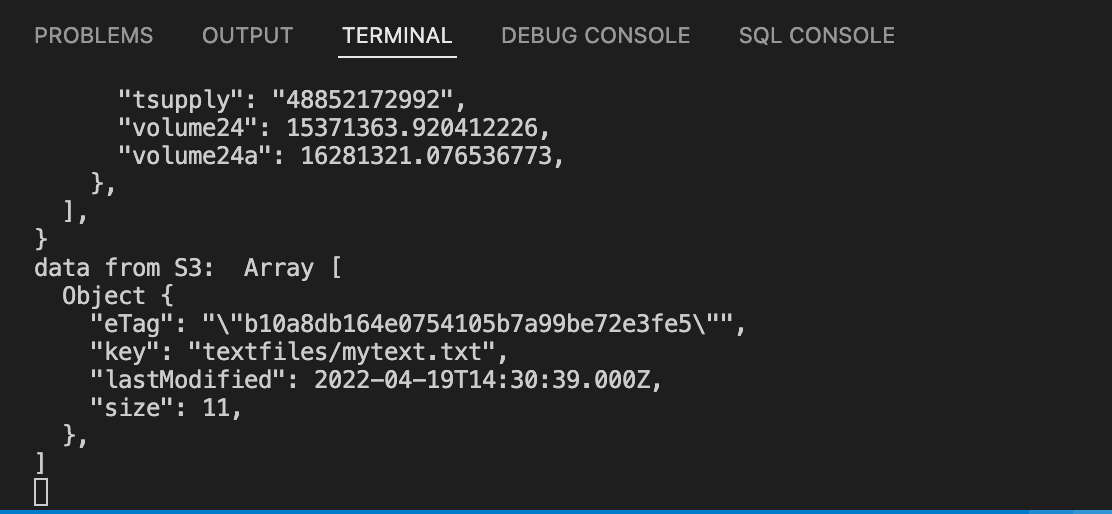 PROBLEMS OUTPUT TERMINAL DEBUG CONSOLE SQL CONSOLE
"tsupply": "48852172992",
"volume24": 15371363.920412226,
"volume24a": 16281321.076536773,
},
],
}
data from S3:  Array [
Object {
"eTag": "\"b10a8db164e0754105b7a99be72e3fe5\"",
"key": "textfiles/mytext.txt",
"lastModified": 2022-04-19T14:30:39.000Z,
"size": 11,
},
]